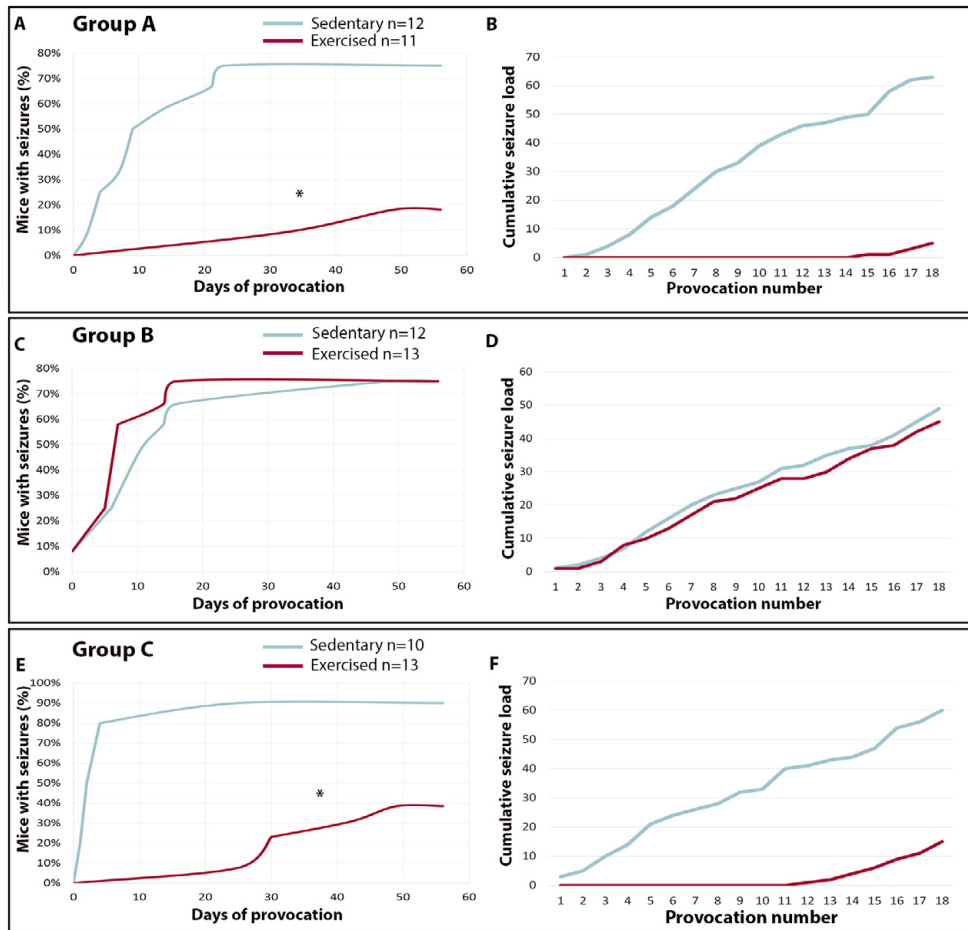 A
Group A
Sedentary n=12
Exercised n=11
Mice with seizures (%)
80%
70%
60%
50%
40%
30%
20%
10%
0%
*
0 10 20 30 40 50 60
Days of provocation
B
Cumulative seizure load
70
60
50
40
30
20
10
0
1 2 3 4 5 6 7 8 9 10 11 12 13 14 15 16 17 18
Provocation number
C
Group B
Sedentary n=12
Exercised n=13
Mice with seizures (%)
80%
70%
60%
50%
40%
30%
20%
10%
0%
0 10 20 30 40 50 60
Days of provocation
D
Cumulative seizure load
60
50
40
30
20
10
0
1 2 3 4 5 6 7 8 9 10 11 12 13 14 15 16 17 18
Provocation number
E
Group C
Sedentary n=10
Exercised n=13
Mice with seizures (%)
100%
90%
80%
70%
60%
50%
40%
30%
20%
10%
0%
*
0 10 20 30 40 50 60
Days of provocation
F
Cumulative seizure load
70
60
50
40
30
20
10
0
1 2 3 4 5 6 7 8 9 10 11 12 13 14 15 16 17 18
Provocation number